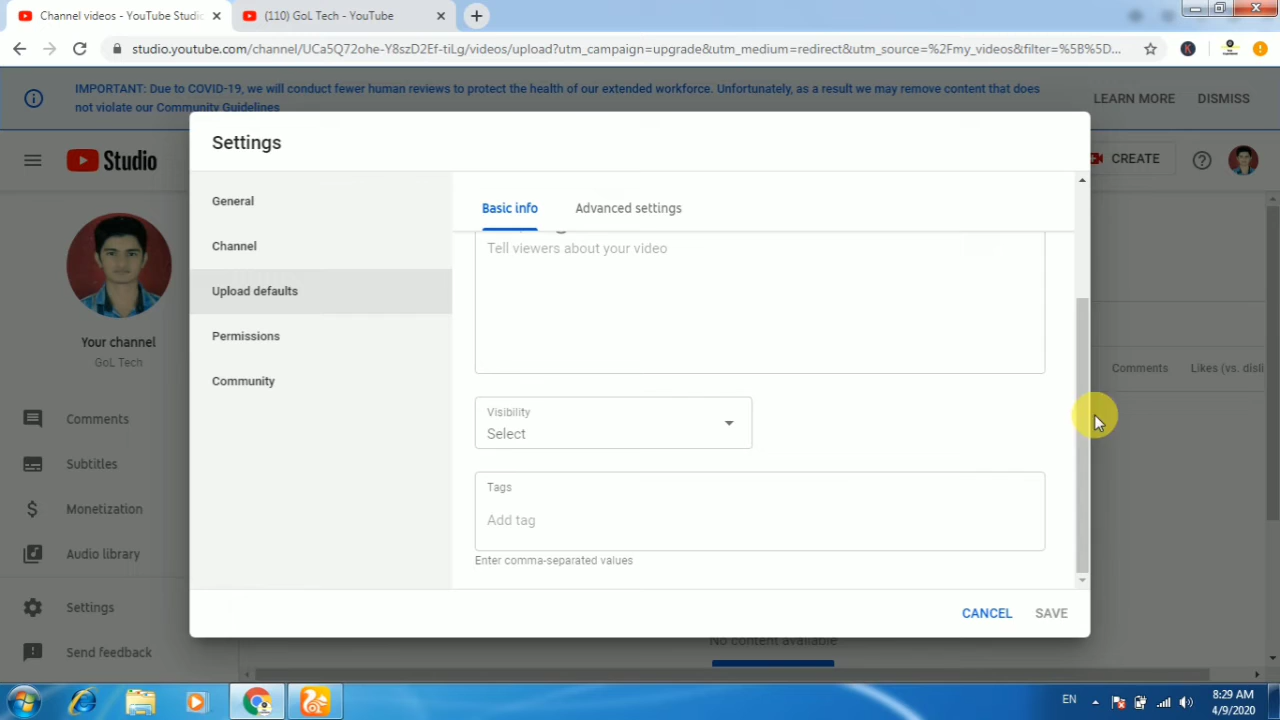 Channel videos - YouTube Studio
(110) GoL Tech - YouTube
studio.youtube.com/channel/UCa5Q72ohe-Y8szD2Ef-tiLg/videos/upload?utm_campaign=upgrade&utm_medium=redirect&utm_source=%2Fmy_videos&filter=%5B%5D...
IMPORTANT: Due to COVID-19, we will conduct fewer human reviews to protect the health of our extended workforce. Unfortunately, as a result we may remove content that does
not violate our Community Guidelines
LEARN MORE
DISMISS
Studio
CREATE
Your channel
GoL Tech
Comments
Subtitles
Monetization
Audio library
Settings
Send feedback
Settings
General
Channel
Upload defaults
Permissions
Community
Basic info
Advanced settings
Tell viewers about your video
Visibility
Select
Tags
Add tag
Enter comma-separated values
CANCEL
SAVE
Comments
Likes (vs. disli
No content available
EN
8:29 AM
4/9/2020